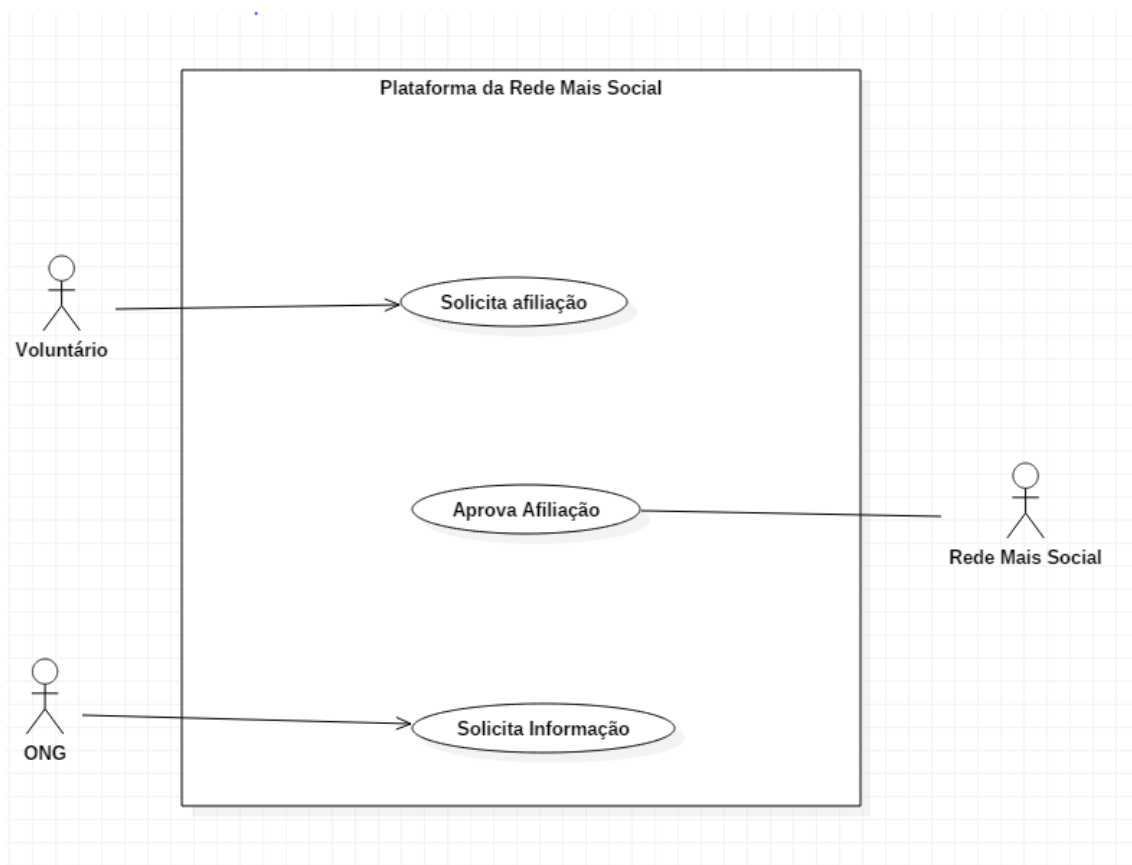 Plataforma da Rede Mais Social
Solicita afiliação
Voluntário
Aprova Afiliação
Rede Mais Social
Solicita Informação
ONG